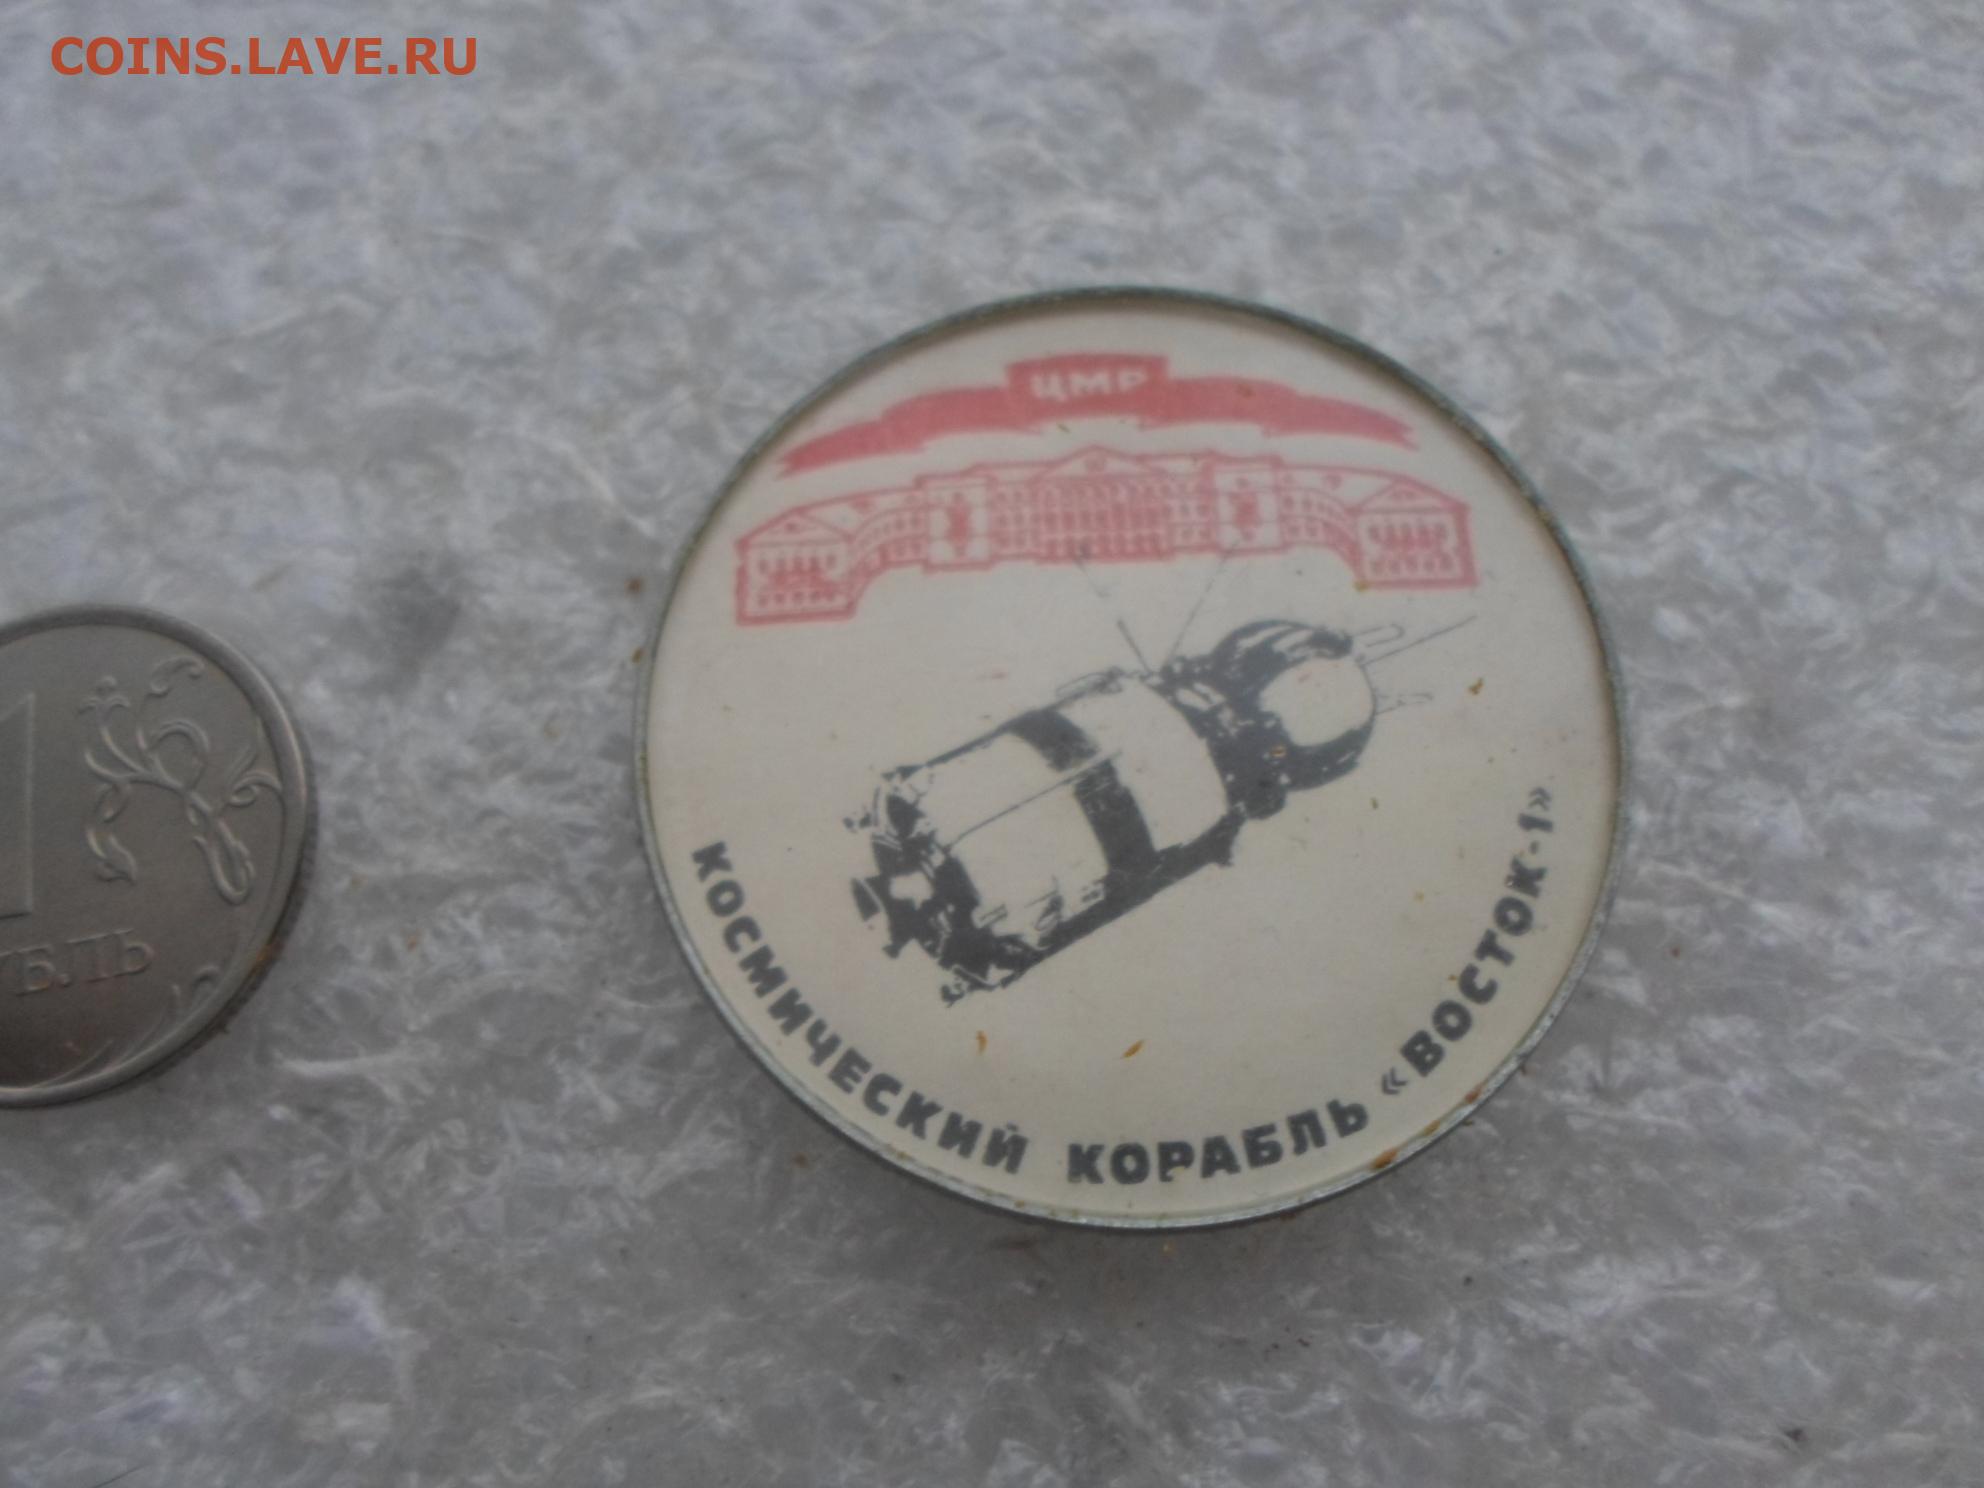 COINS.LAVE.RU
ЦМР
КОСМИЧЕСКИЙ КОРАБЛЬ «ВОСТОК-1»
1
УБЛЬ